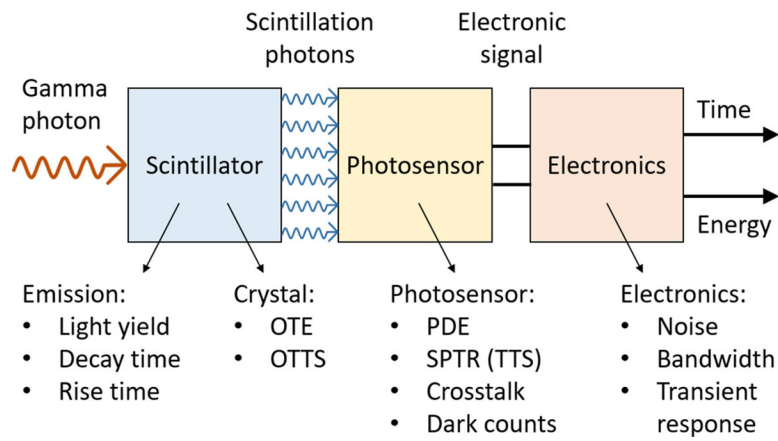 Scintillation
photons
Electronic
signal
Gamma
photon
Scintillator
Photosensor
Electronics
Time
Energy
Emission:
• Light yield
• Decay time
• Rise time
Crystal:
• OTE
• OTTS
Photosensor:
• PDE
• SPTR (TTS)
• Crosstalk
• Dark counts
Electronics:
• Noise
• Bandwidth
• Transient
response